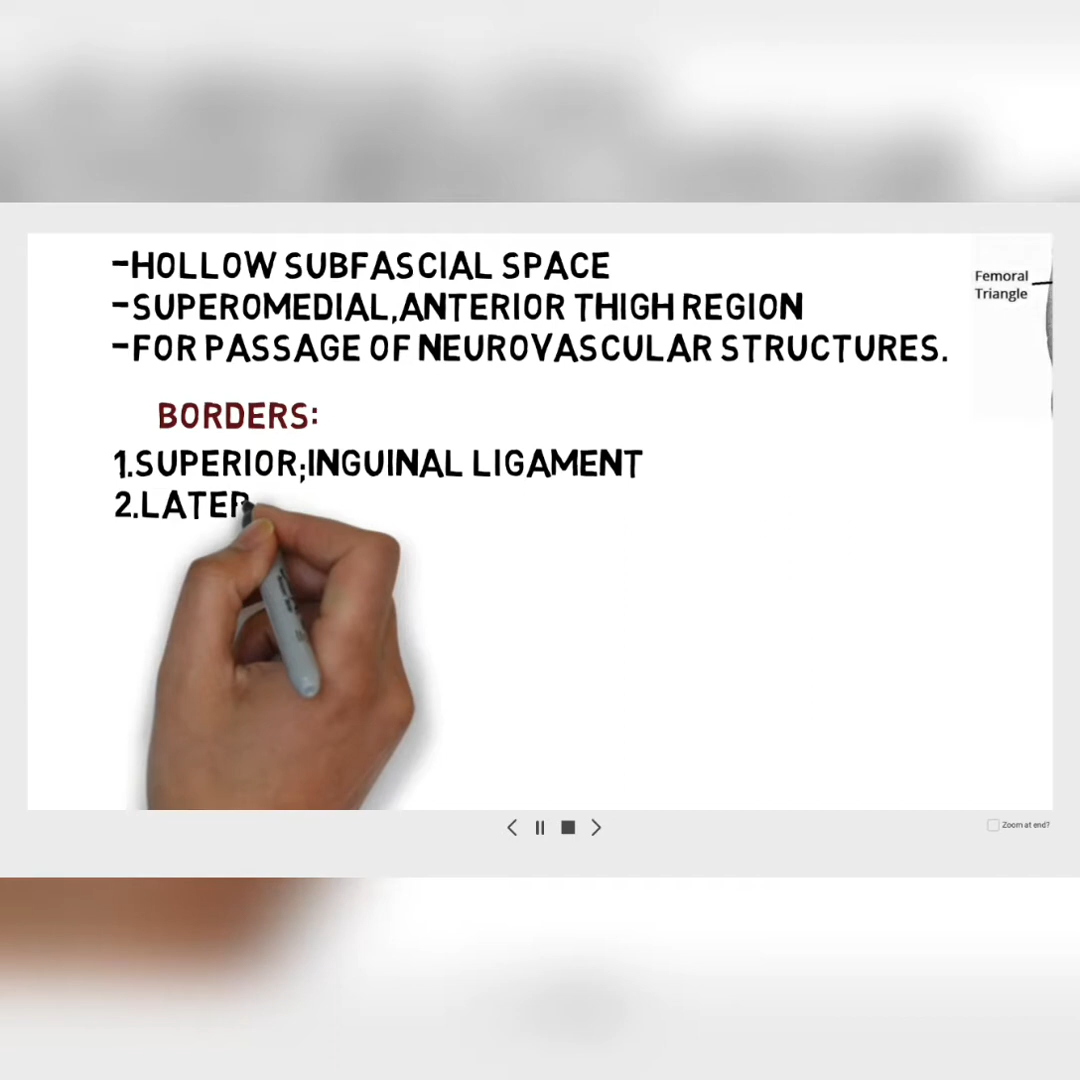 -HOLLOW SUBFASCIAL SPACE
-SUPEROMEDIAL,ANTERIOR THIGH REGION
-FOR PASSAGE OF NEUROVASCULAR STRUCTURES.
Femoral
Triangle
BORDERS:
1.SUPERIOR;INGUINAL LIGAMENT
2.LATER
Zoom at end?